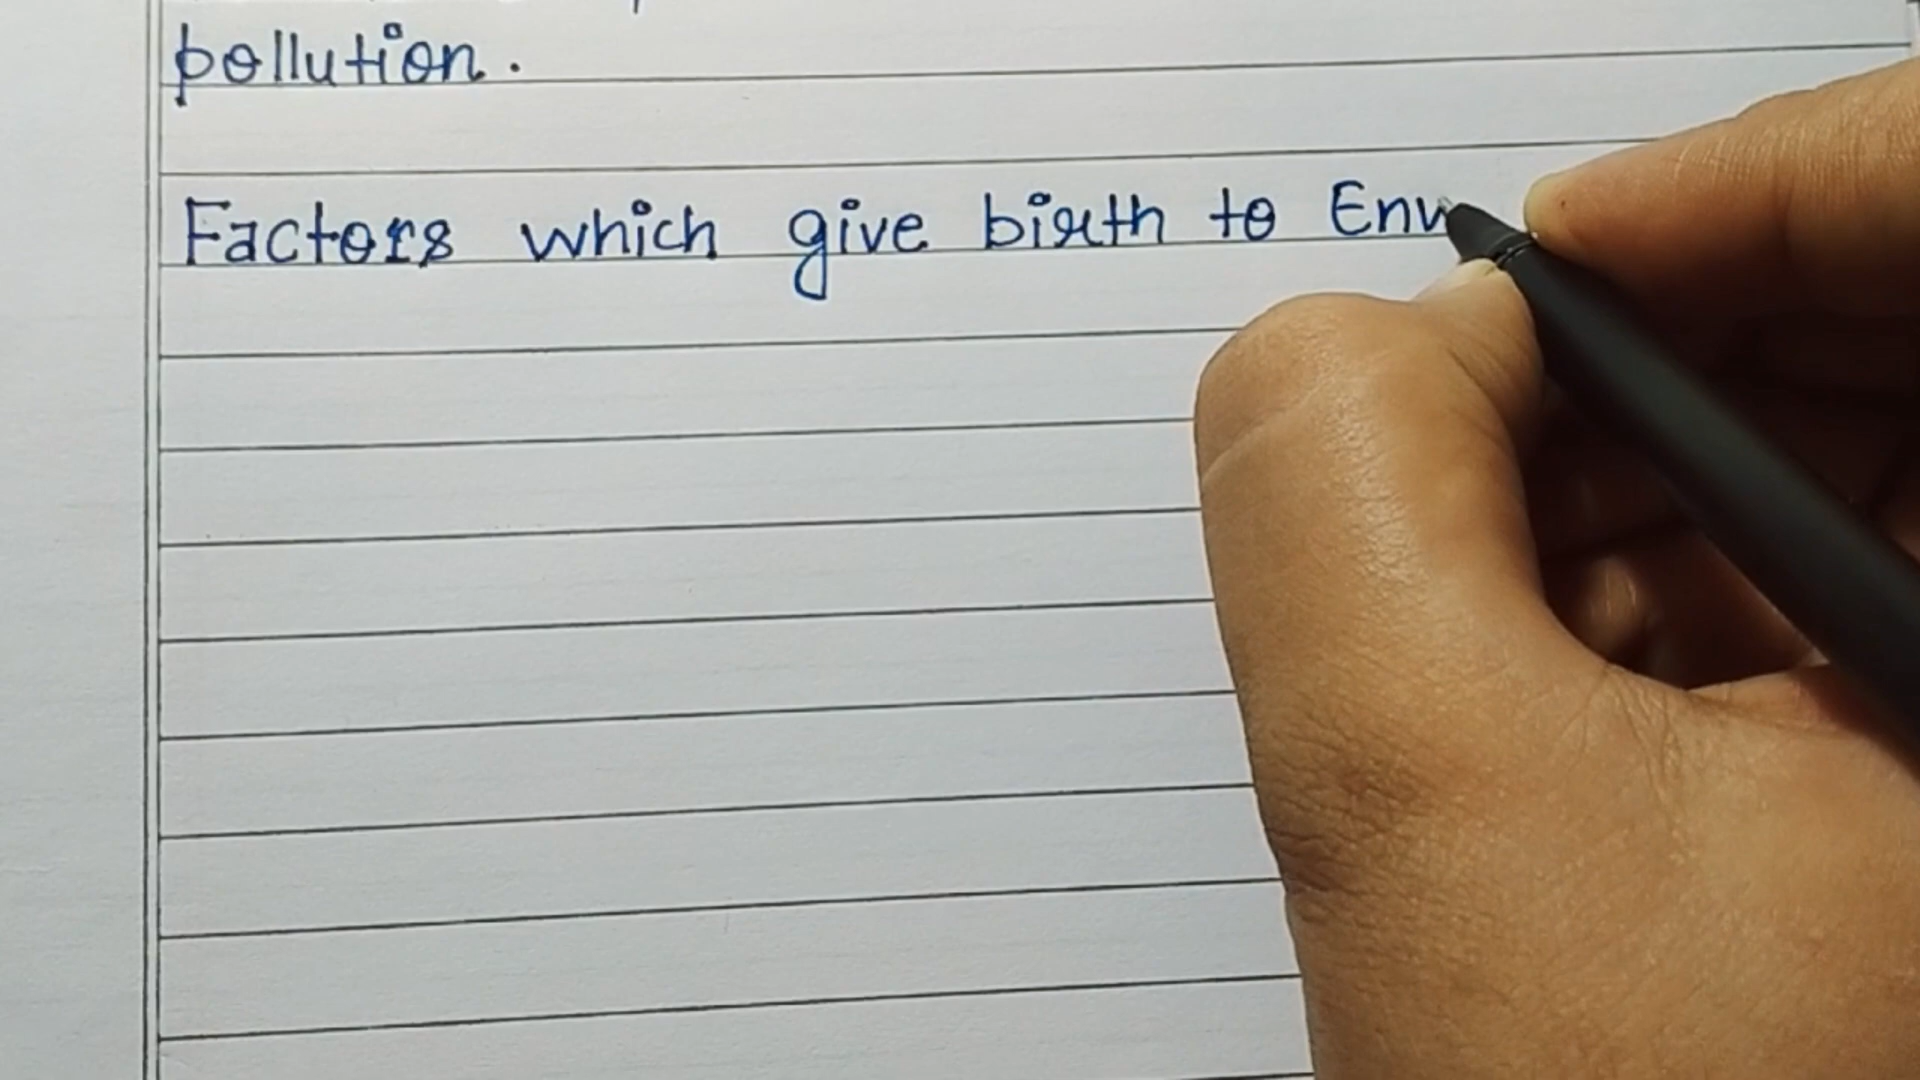 pollution.
Factors which give birth to Env